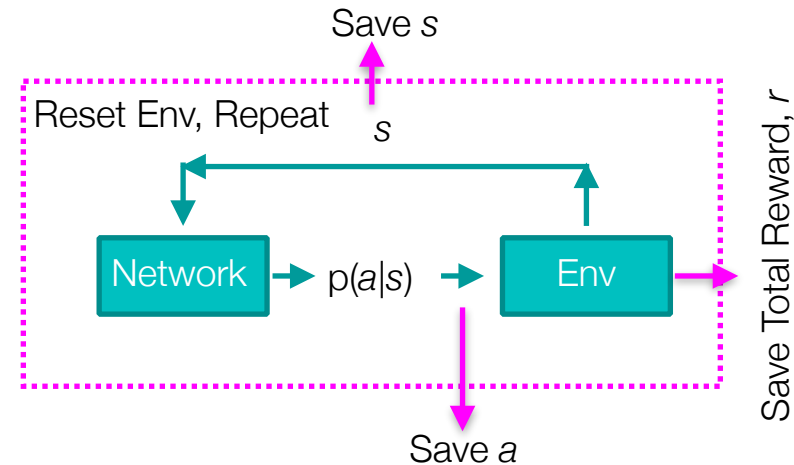 Save s
Reset Env, Repeat
s
Network
p(a|s)
Env
Save Total Reward, r
Save a